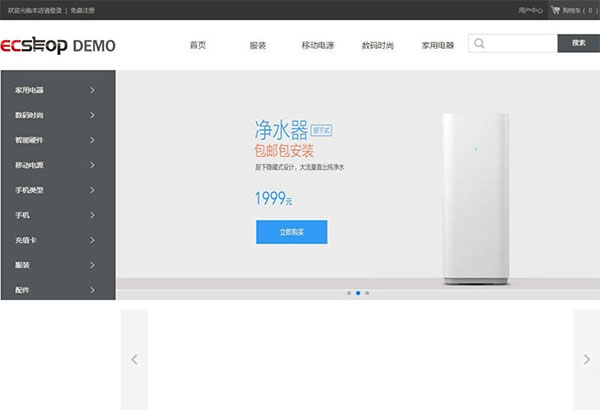 欢迎光临本店请登录 | 免费注册
用户中心 购物车 ( 0 )
ECshop DEMO
首页 服装 移动电源 数码时尚 家用电器
搜索
家用电器
数码时尚
智能硬件
移动电源
手机类型
手机
充值卡
服装
配件
净水器 厨下式
包邮包安装
厨下隐藏式设计，大流量直出纯净水
1999元
立即购买